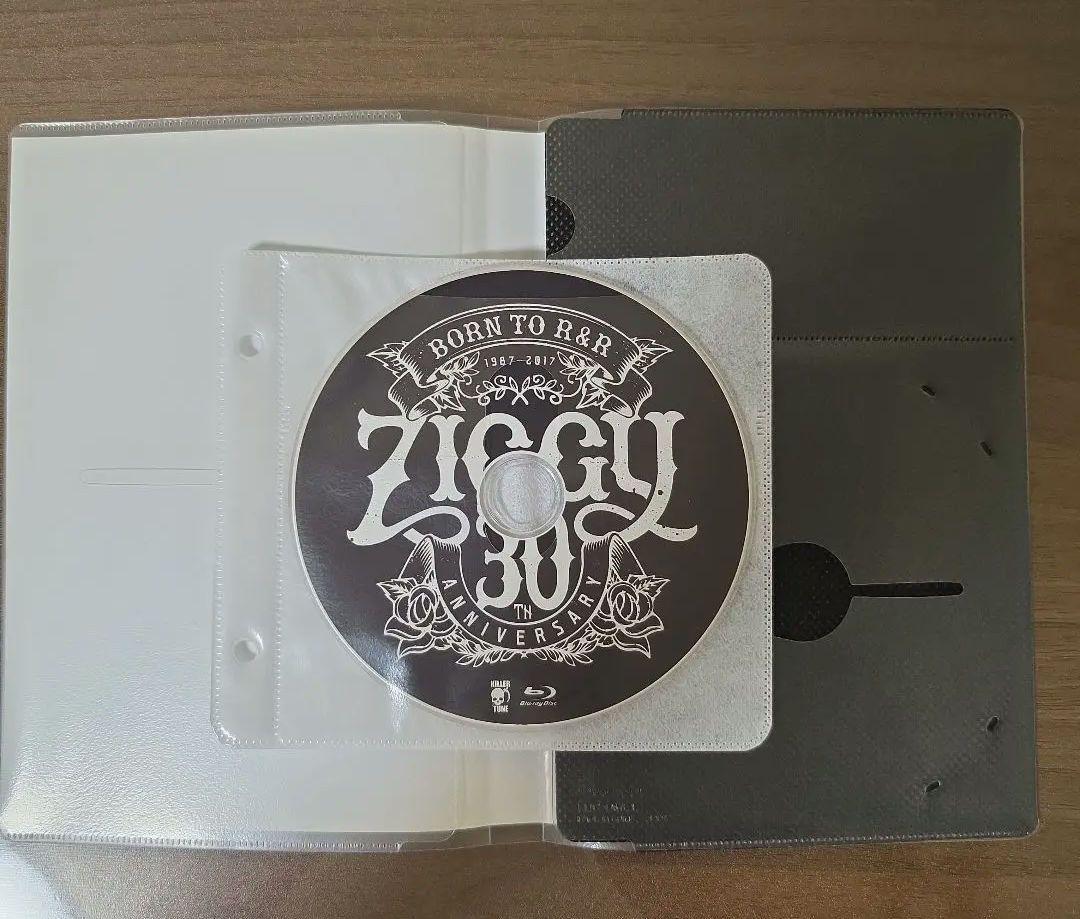 BORN TO R&R
1987-2017
ZIGGY
30
TH
ANNIVERSARY
KILLER
TUNE
Blu-ray Disc